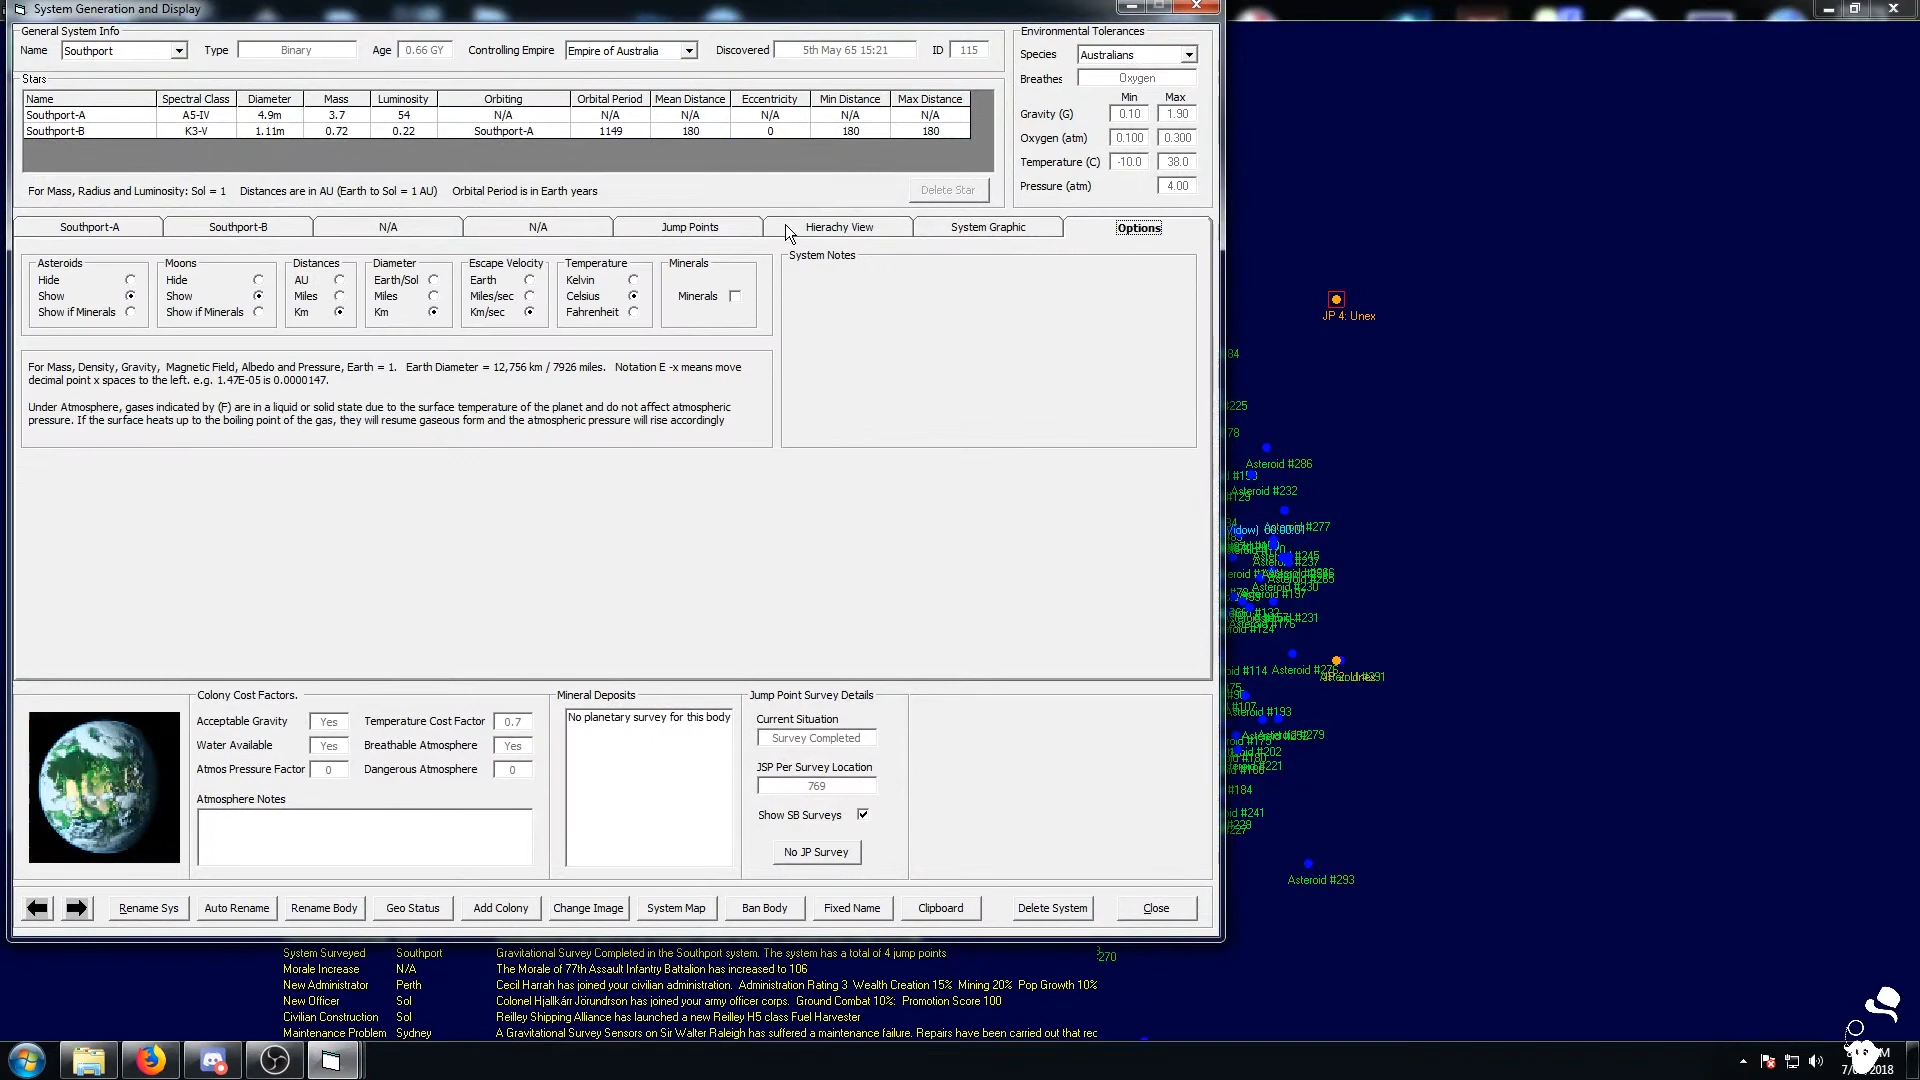 System Generation and Display
General System Info
Name Southport Type Binary Age 0.66 GY Controlling Empire Empire of Australia Discovered 5th May 65 15:21 ID 115
Stars
Name Spectral Class Diameter Mass Luminosity Orbiting Orbital Period Mean Distance Eccentricity Min Distance Max Distance
Southport-A A5-IV 4.9m 3.7 54 N/A N/A N/A N/A N/A N/A
Southport-B K3-V 1.11m 0.72 0.22 Southport-A 1149 180 0 180 180
For Mass, Radius and Luminosity: Sol = 1 Distances are in AU (Earth to Sol = 1 AU) Orbital Period is in Earth years
Delete Star
Environmental Tolerances
Species Australians
Breathes Oxygen
Min Max
Gravity (G) 0.10 1.90
Oxygen (atm) 0.100 0.300
Temperature (C) -10.0 38.0
Pressure (atm) 4.00
Southport-A Southport-B N/A N/A Jump Points Hierachy View System Graphic Options
Asteroids
Hide
Show
Show if Minerals
Moons
Hide
Show
Show if Minerals
Distances
AU
Miles
Km
Diameter
Earth/Sol
Miles
Km
Escape Velocity
Earth
Miles/sec
Km/sec
Temperature
Kelvin
Celsius
Fahrenheit
Minerals
Minerals
System Notes
For Mass, Density, Gravity, Magnetic Field, Albedo and Pressure, Earth = 1. Earth Diameter = 12,756 km / 7926 miles. Notation E -x means move
decimal point x spaces to the left. e.g. 1.47E-05 is 0.0000147.
Under Atmosphere, gases indicated by (F) are in a liquid or solid state due to the surface temperature of the planet and do not affect atmospheric
pressure. If the surface heats up to the boiling point of the gas, they will resume gaseous form and the atmospheric pressure will rise accordingly
Colony Cost Factors.
Acceptable Gravity Yes Temperature Cost Factor 0.7
Water Available Yes Breathable Atmosphere Yes
Atmos Pressure Factor 0 Dangerous Atmosphere 0
Atmosphere Notes
Mineral Deposits
No planetary survey for this body
Jump Point Survey Details
Current Situation
Survey Completed
JSP Per Survey Location
769
Show SB Surveys
No JP Survey
Rename Sys Auto Rename Rename Body Geo Status Add Colony Change Image System Map Ban Body Fixed Name Clipboard Delete System Close
JP 4: Unex
Asteroid #286
Asteroid #232
Asteroid #277
#245
#237
Asteroid #230
Asteroid #197
#231
#176
#124
#114 Asteroid #276
#193
#279
#202
#221
#184
#241
Asteroid #293
270
System Surveyed Southport Gravitational Survey Completed in the Southport system. The system has a total of 4 jump points
Morale Increase N/A The Morale of 77th Assault Infantry Battalion has increased to 106
New Administrator Perth Cecil Harrah has joined your civilian administration. Administration Rating 3 Wealth Creation 15% Mining 20% Pop Growth 10%
New Officer Sol Colonel Hjallkárr Jörundrson has joined your army officer corps. Ground Combat 10%: Promotion Score 100
Civilian Construction Sol Reilley Shipping Alliance has launched a new Reilley H5 class Fuel Harvester
Maintenance Problem Sydney A Gravitational Survey Sensors on Sir Walter Raleigh has suffered a maintenance failure. Repairs have been carried out that rec